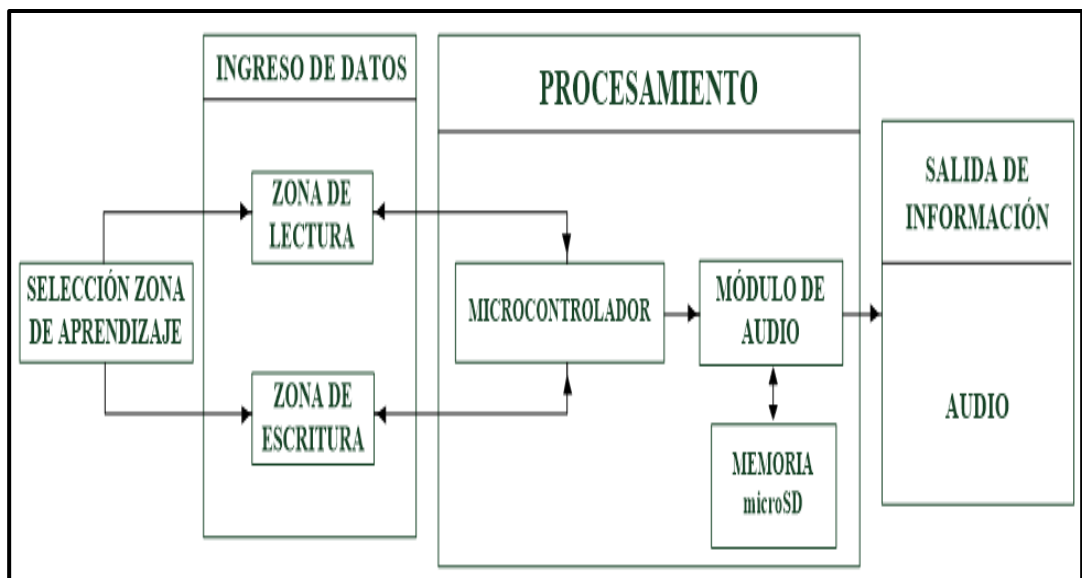 INGRESO DE DATOS
PROCESAMIENTO
SALIDA DE
INFORMACIÓN
ZONA DE
LECTURA
SELECCIÓN ZONA
DE APRENDIZAJE
MICROCONTROLADOR
MÓDULO DE
AUDIO
ZONA DE
ESCRITURA
AUDIO
MEMORIA
microSD